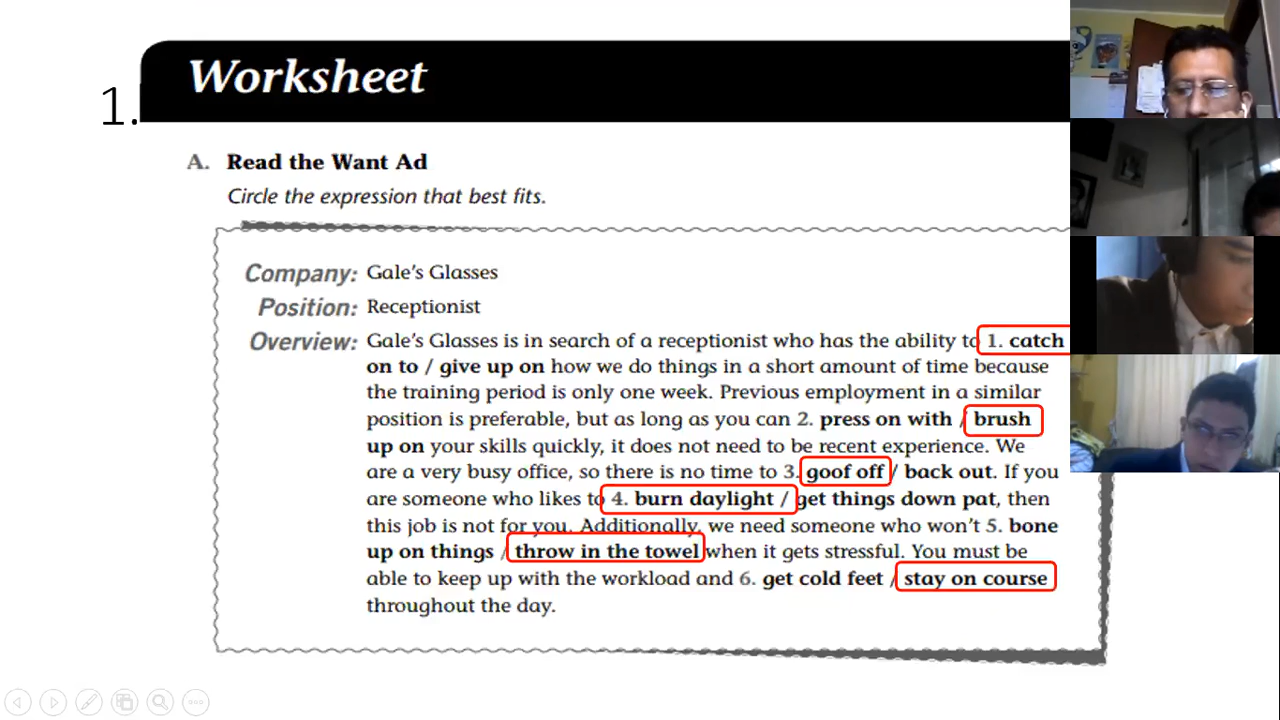 Worksheet
1.
A. Read the Want Ad
Circle the expression that best fits.
Company: Gale's Glasses
Position: Receptionist
Overview: Gale's Glasses is in search of a receptionist who has the ability to 1. catch
on to / give up on how we do things in a short amount of time because
the training period is only one week. Previous employment in a similar
position is preferable, but as long as you can 2. press on with / brush
up on your skills quickly, it does not need to be recent experience. We
are a very busy office, so there is no time to 3. goof off / back out. If you
are someone who likes to 4. burn daylight / get things down pat, then
this job is not for you. Additionally, we need someone who won't 5. bone
up on things / throw in the towel when it gets stressful. You must be
able to keep up with the workload and 6. get cold feet / stay on course
throughout the day.